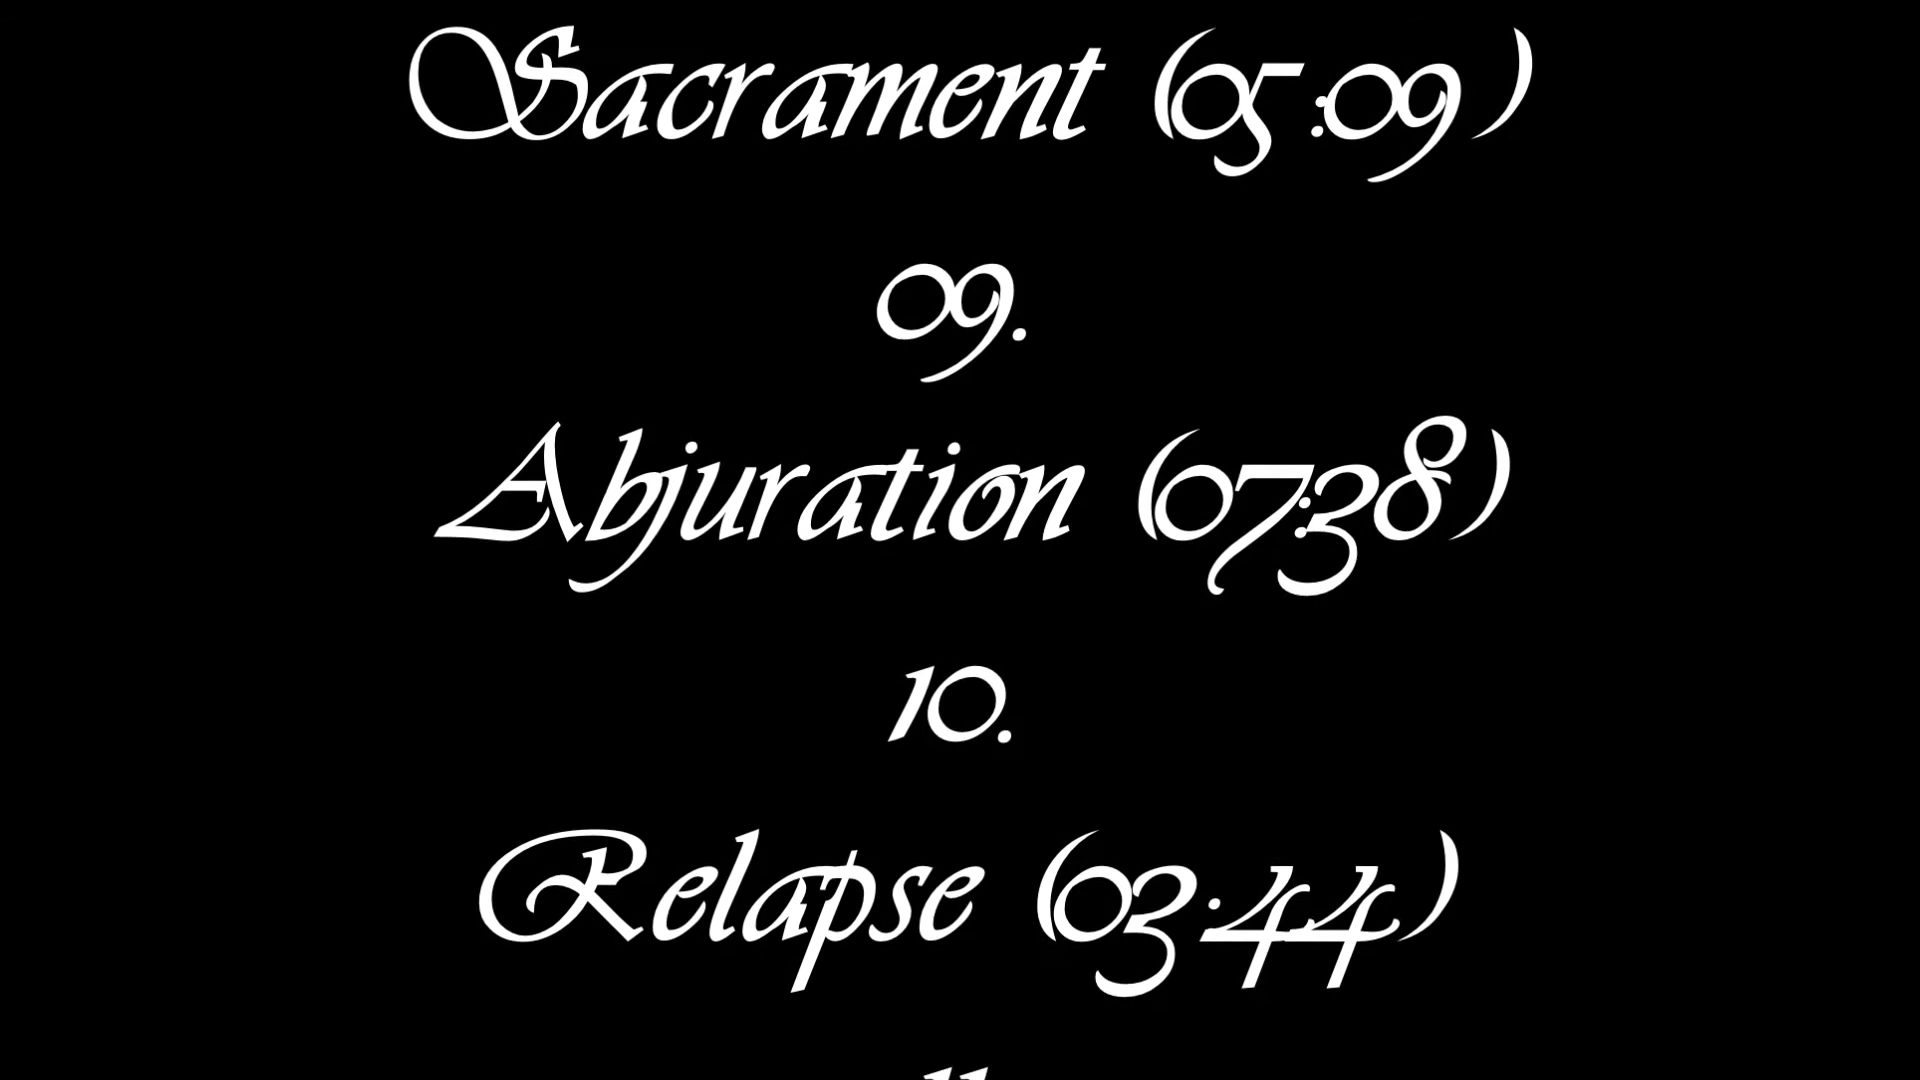 Sacrament (05:09)
09.
Abjuration (07:38)
10.
Relapse (03:44)